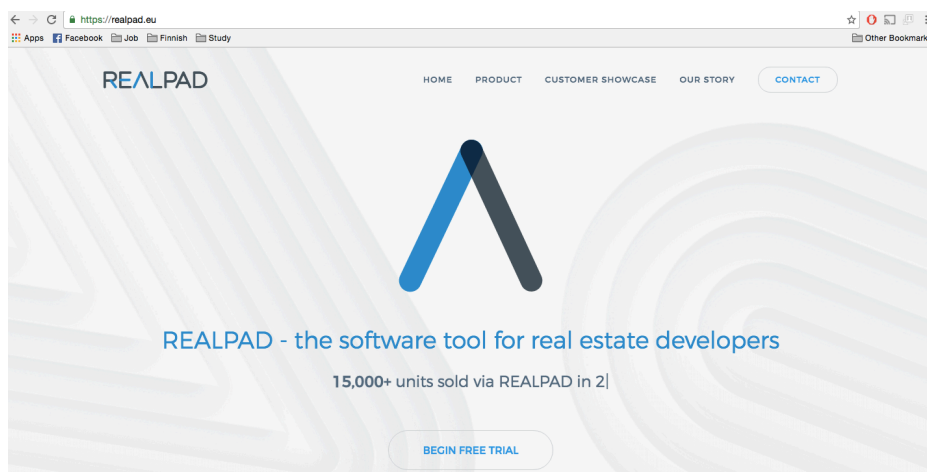 https://realpad.eu
Apps Facebook Job Finnish Study Other Bookmark
REALPAD HOME PRODUCT CUSTOMER SHOWCASE OUR STORY CONTACT
REALPAD - the software tool for real estate developers
15,000+ units sold via REALPAD in 2|
BEGIN FREE TRIAL